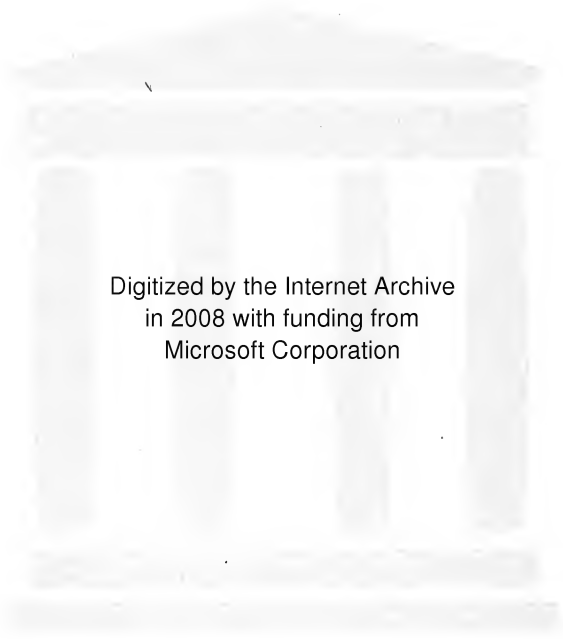 Digitized by the Internet Archive
in 2008 with funding from
Microsoft Corporation